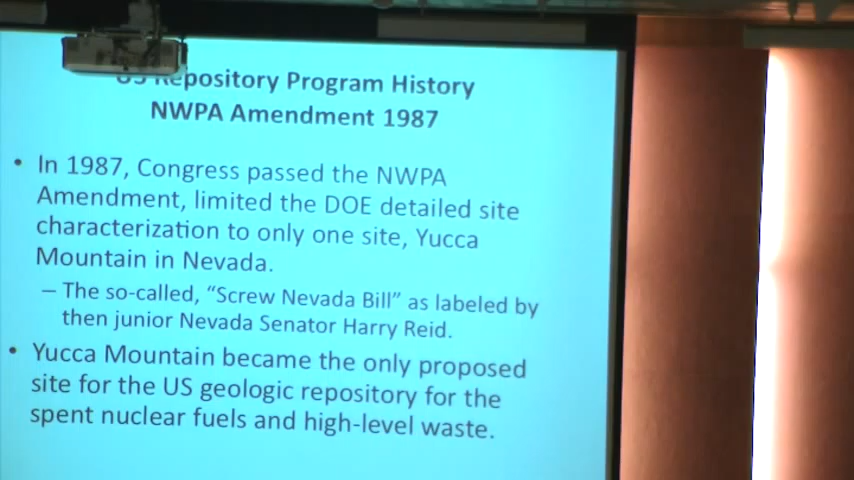 US Repository Program History
NWPA Amendment 1987
• In 1987, Congress passed the NWPA
Amendment, limited the DOE detailed site
characterization to only one site, Yucca
Mountain in Nevada.
– The so-called, “Screw Nevada Bill” as labeled by
then junior Nevada Senator Harry Reid.
• Yucca Mountain became the only proposed
site for the US geologic repository for the
spent nuclear fuels and high-level waste.